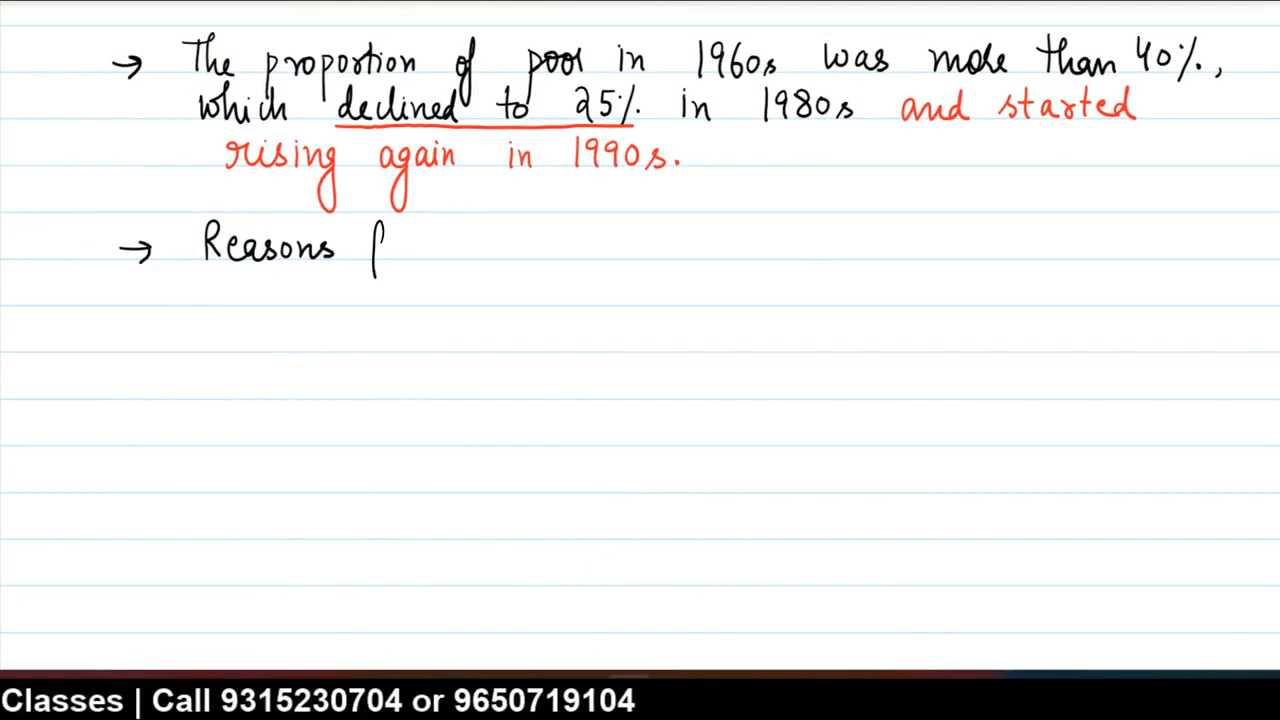 → The proportion of poor in 1960s was more than 40%,
which declined to 25% in 1980s and started
rising again in 1990s.
→ Reasons
Classes | Call 9315230704 or 9650719104